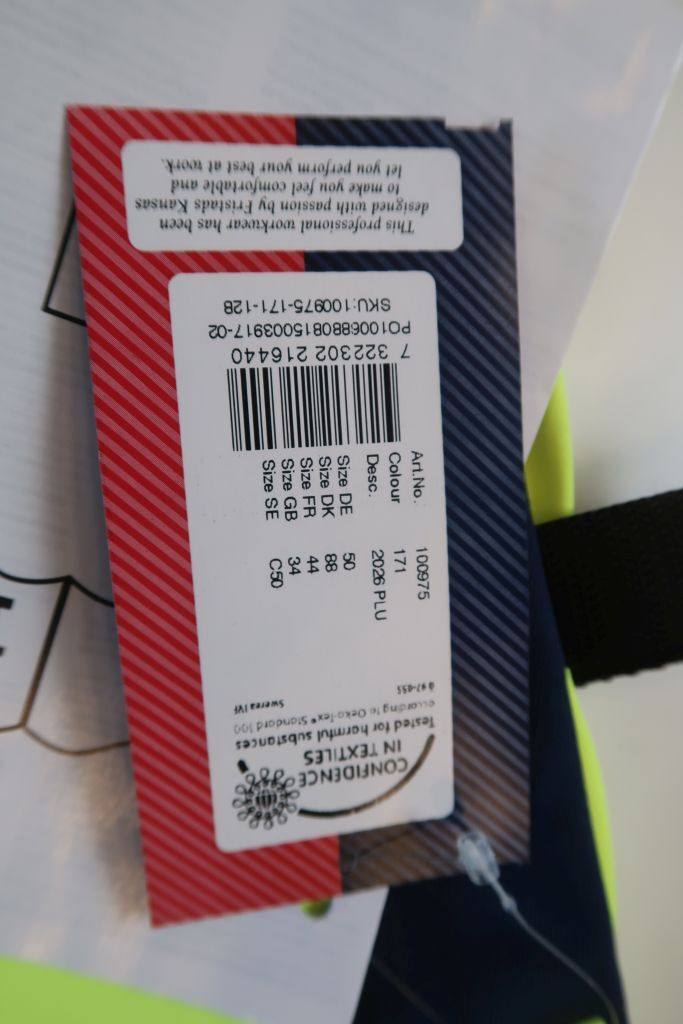 CONFIDENCE
IN TEXTILES
Tested for harmful substances
according to Oeko-Tex® Standard 100
Swerea IVF
Art.No. 100975
Colour 171
Desc. 2026 PLU
Size DE 50
Size DK 88
Size FR 44
Size GB 34
Size SE C50
7 322302 216440
PO1006880815003917-02
SKU:100975-171-128
This professional workwear has been
designed with passion by Fristads Kansas
to make you feel comfortable and
let you perform your best at work.